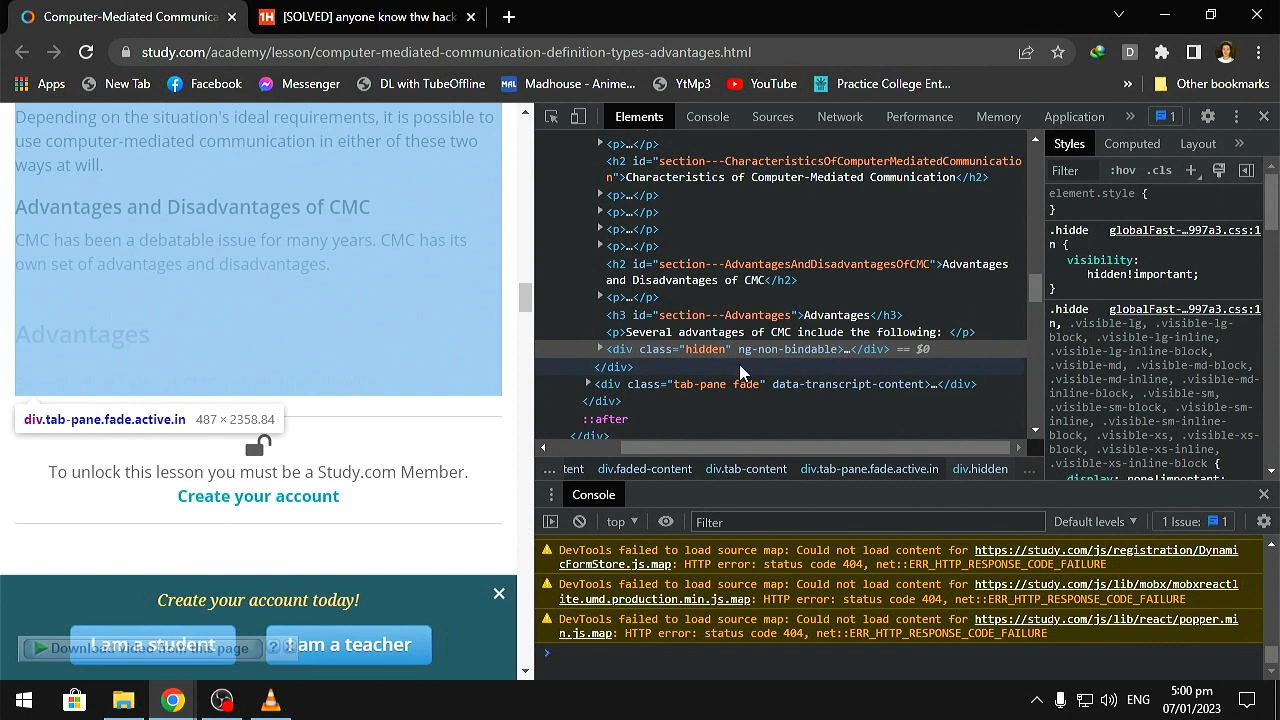 Computer-Mediated Communica
[SOLVED] anyone know thw hack
study.com/academy/lesson/computer-mediated-communication-definition-types-advantages.html
Apps
New Tab
Facebook
Messenger
DL with TubeOffline
MAL
Madhouse - Anime...
YtMp3
YouTube
Practice College Ent...
»
Other bookmarks
Depending on the situation's ideal requirements, it is possible to
use computer-mediated communication in either of these two
ways at will.
Advantages and Disadvantages of CMC
CMC has been a debatable issue for many years. CMC has its
own set of advantages and disadvantages.
Advantages
div.tab-pane.fade.active.in 487 × 2358.84
To unlock this lesson you must be a Study.com Member.
Create your account
Create your account today!
I am a student
I am a teacher
Download video from this page
?
Elements
Console
Sources
Network
Performance
Memory
Application
»
1
<p>…</p>
<h2 id="section---CharacteristicsOfComputerMediatedCommunicatio
n">Characteristics of Computer-Mediated Communication</h2>
<p>…</p>
<p>…</p>
<p>…</p>
<p>…</p>
<h2 id="section---AdvantagesAndDisadvantagesOfCMC">Advantages
and Disadvantages of CMC</h2>
<p>…</p>
<h3 id="section---Advantages">Advantages</h3>
<p>Several advantages of CMC include the following: </p>
<div class="hidden" ng-non-bindable>…</div> == $0
</div>
<div class="tab-pane fade" data-transcript-content>…</div>
</div>
::after
</div>
... tent div.faded-content div.tab-content div.tab-pane.fade.active.in div.hidden ...
Styles
Computed
Layout
»
Filter
:hov
.cls
element.style {
}
.hidde globalFast-…997a3.css:1
n {
visibility:
hidden!important;
}
.hidde globalFast-…997a3.css:1
n, .visible-lg, .visible-lg-
block, .visible-lg-inline,
.visible-lg-inline-block,
.visible-md, .visible-md-block,
.visible-md-inline, .visible-md-
inline-block, .visible-sm,
.visible-sm-block, .visible-sm-
inline, .visible-sm-inline-
block, .visible-xs, .visible-xs-
block, .visible-xs-inline,
.visible-xs-inline-block {
display: none!important;
Console
top
Filter
Default levels
1 Issue: 1
DevTools failed to load source map: Could not load content for https://study.com/js/registration/Dynami
cFormStore.js.map: HTTP error: status code 404, net::ERR_HTTP_RESPONSE_CODE_FAILURE
DevTools failed to load source map: Could not load content for https://study.com/js/lib/mobx/mobxreactl
ite.umd.production.min.js.map: HTTP error: status code 404, net::ERR_HTTP_RESPONSE_CODE_FAILURE
DevTools failed to load source map: Could not load content for https://study.com/js/lib/react/popper.mi
n.js.map: HTTP error: status code 404, net::ERR_HTTP_RESPONSE_CODE_FAILURE
ENG
5:00 pm
07/01/2023